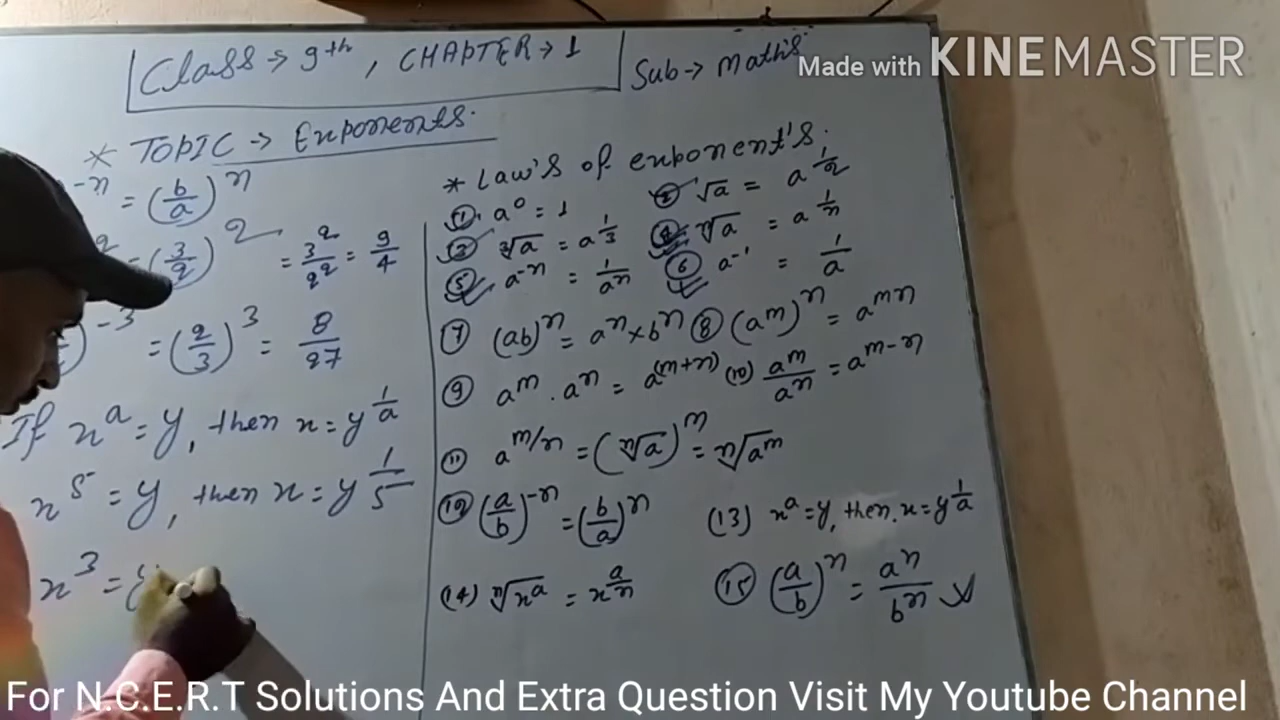 Class → 9th, CHAPTER → 1
Sub → Maths
Made with KINEMASTER
* TOPIC → Exponents.
-n = (b/a)^n
= (3/2)^2 = 3^2/2^2 = 9/4
)^-3 = (2/3)^3 = 8/27
If x^a = y, then x = y^(1/a)
x^5 = y, then x = y^(1/5)
x^3 = y
* Law's of exponent's.
① a^0 = 1 ② √a = a^(1/2)
③ ∛a = a^(1/3) ④ ⁿ√a = a^(1/n)
⑤ a^-n = 1/a^n ⑥ a^-1 = 1/a
⑦ (ab)^n = a^n × b^n ⑧ (a^m)^n = a^mn
⑨ a^m . a^n = a^(m+n) (10) a^m/a^n = a^m-n
⑪ a^m/n = (ⁿ√a)^m = ⁿ√a^m
⑫ (a/b)^-n = (b/a)^n (13) x^a = y, then x = y^(1/a)
(14) ⁿ√x^a = x^(a/n) ⑮ (a/b)^n = a^n/b^n
For N.C.E.R.T Solutions And Extra Question Visit My Youtube Channel